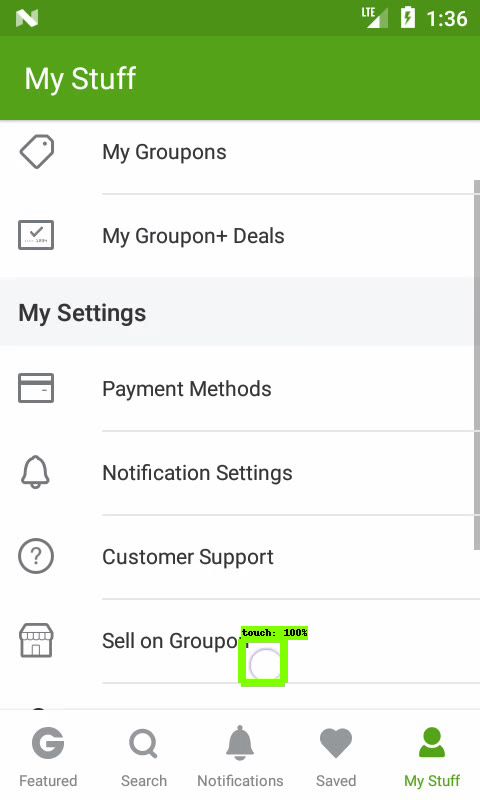 LTE 1:36
My Stuff
My Groupons
My Groupon+ Deals
My Settings
Payment Methods
Notification Settings
Customer Support
touch: 100%
Sell on Groupon
Featured Search Notifications Saved My Stuff